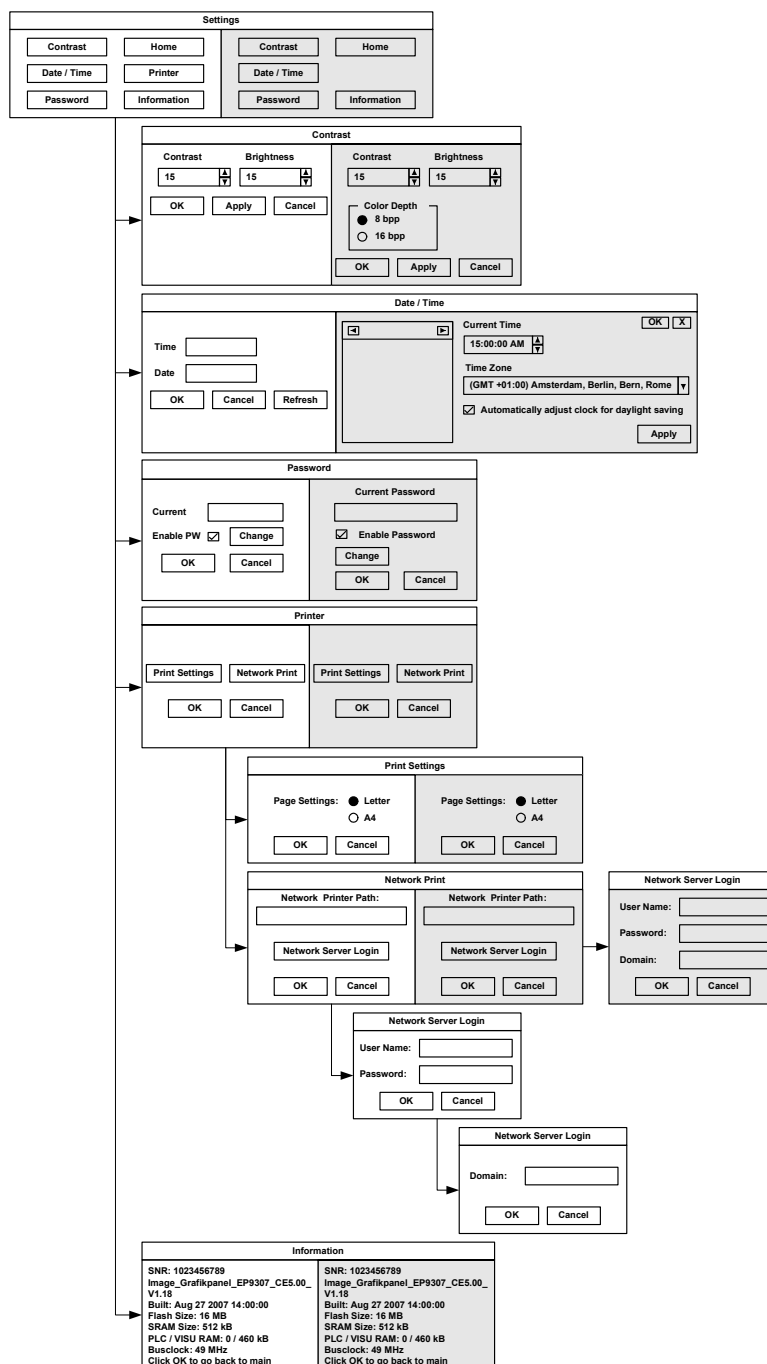 Settings
Contrast Home Contrast Home
Date / Time Printer Date / Time
Password Information Password Information
Contrast
Contrast Brightness Contrast Brightness
15 15 15 15
OK Apply Cancel Color Depth
8 bpp
16 bpp
OK Apply Cancel
Date / Time
Current Time OK X
Time 15:00:00 AM
Date Time Zone
(GMT +01:00) Amsterdam, Berlin, Bern, Rome
OK Cancel Refresh Automatically adjust clock for daylight saving
Apply
Password
Current Password
Current
Enable PW Change Enable Password
Change
OK Cancel OK Cancel
Printer
Print Settings Network Print Print Settings Network Print
OK Cancel OK Cancel
Print Settings
Page Settings: Letter Page Settings: Letter
A4 A4
OK Cancel OK Cancel
Network Print
Network Printer Path: Network Printer Path:
Network Server Login Network Server Login
OK Cancel OK Cancel
Network Server Login
User Name:
Password:
Domain:
OK Cancel
Network Server Login
User Name:
Password:
OK Cancel
Network Server Login
Domain:
OK Cancel
Information
SNR: 1023456789
Image_Grafikpanel_EP9307_CE5.00_
V1.18
Built: Aug 27 2007 14:00:00
Flash Size: 16 MB
SRAM Size: 512 kB
PLC / VISU RAM: 0 / 460 kB
Busclock: 49 MHz
Click OK to go back to main
SNR: 1023456789
Image_Grafikpanel_EP9307_CE5.00_
V1.18
Built: Aug 27 2007 14:00:00
Flash Size: 16 MB
SRAM Size: 512 kB
PLC / VISU RAM: 0 / 460 kB
Busclock: 49 MHz
Click OK to go back to main